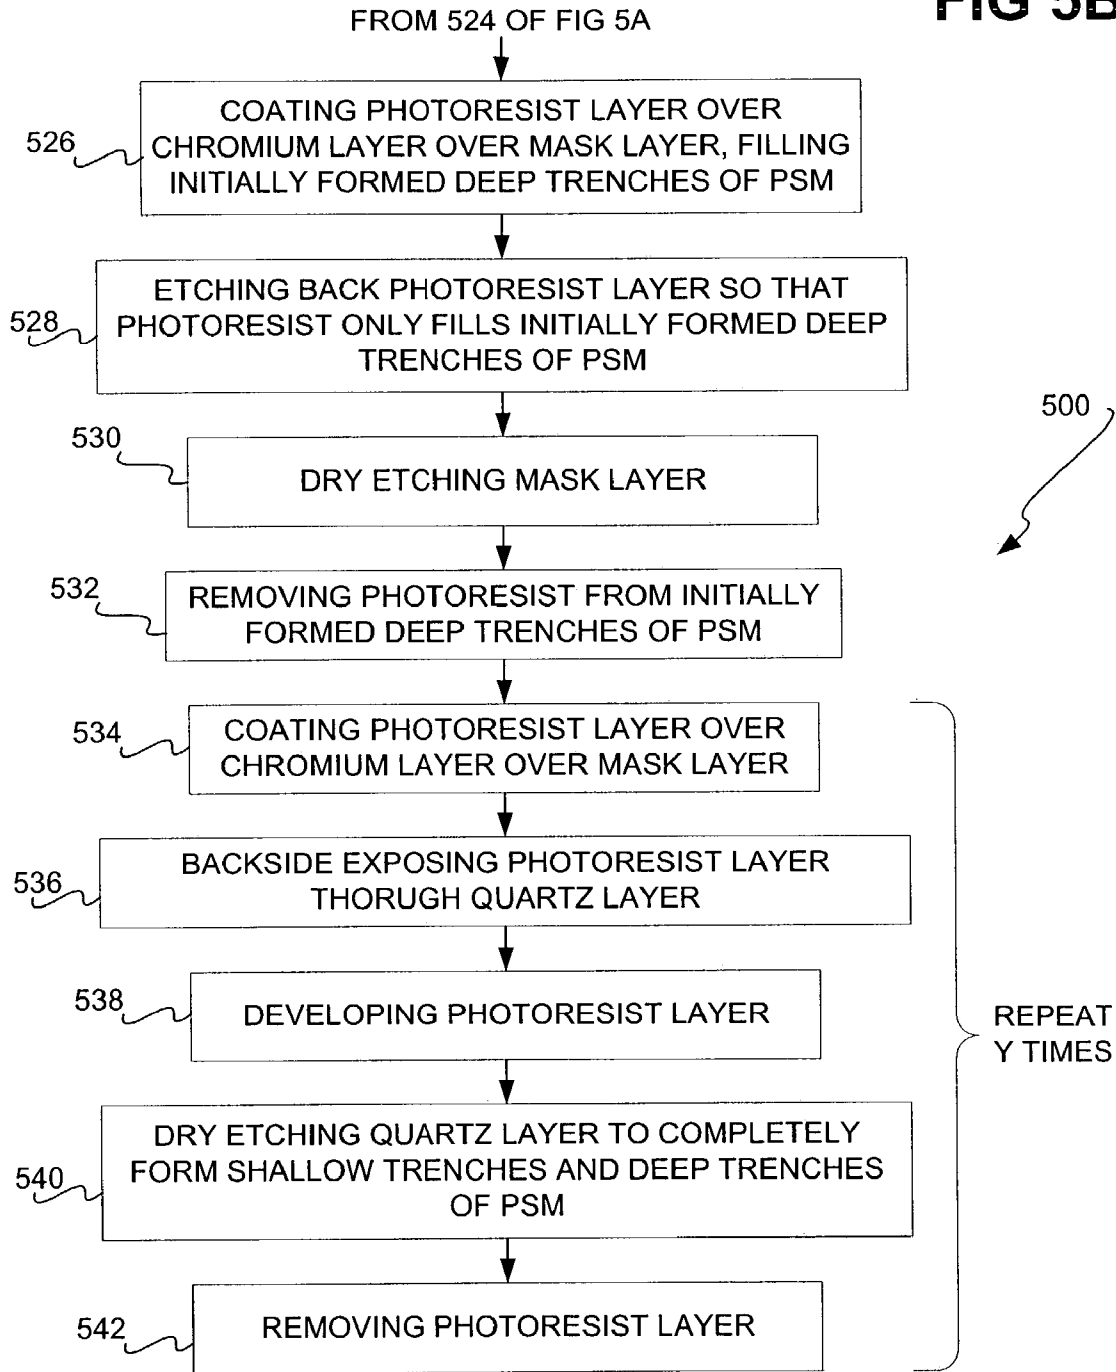 FROM 524 OF FIG 5A
FIG 5B
526
COATING PHOTORESIST LAYER OVER
CHROMIUM LAYER OVER MASK LAYER, FILLING
INITIALLY FORMED DEEP TRENCHES OF PSM
528
ETCHING BACK PHOTORESIST LAYER SO THAT
PHOTORESIST ONLY FILLS INITIALLY FORMED DEEP
TRENCHES OF PSM
500
530
DRY ETCHING MASK LAYER
532
REMOVING PHOTORESIST FROM INITIALLY
FORMED DEEP TRENCHES OF PSM
534
COATING PHOTORESIST LAYER OVER
CHROMIUM LAYER OVER MASK LAYER
536
BACKSIDE EXPOSING PHOTORESIST LAYER
THORUGH QUARTZ LAYER
538
DEVELOPING PHOTORESIST LAYER
REPEAT
Y TIMES
540
DRY ETCHING QUARTZ LAYER TO COMPLETELY
FORM SHALLOW TRENCHES AND DEEP TRENCHES
OF PSM
542
REMOVING PHOTORESIST LAYER